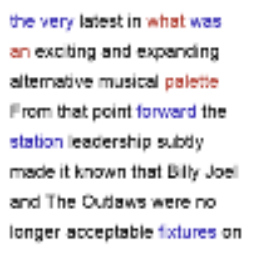 the very latest in what was
an exciting and expanding
alternative musical palette
From that point forward the
station leadership subtly
made it known that Billy Joel
and The Outlaws were no
longer acceptable fixtures on